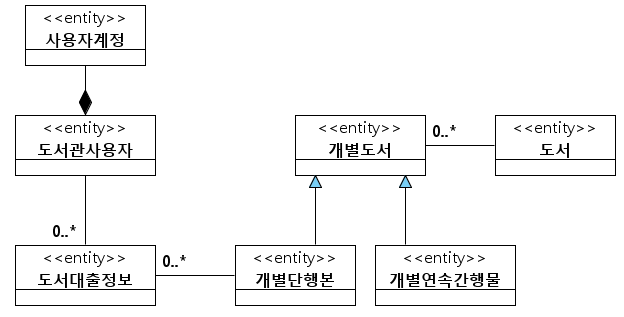 <<entity>>
사용자계정
<<entity>>
도서관사용자
<<entity>>
개별도서
0..*
<<entity>>
도서
0..*
<<entity>>
도서대출정보
0..*
<<entity>>
개별단행본
<<entity>>
개별연속간행물